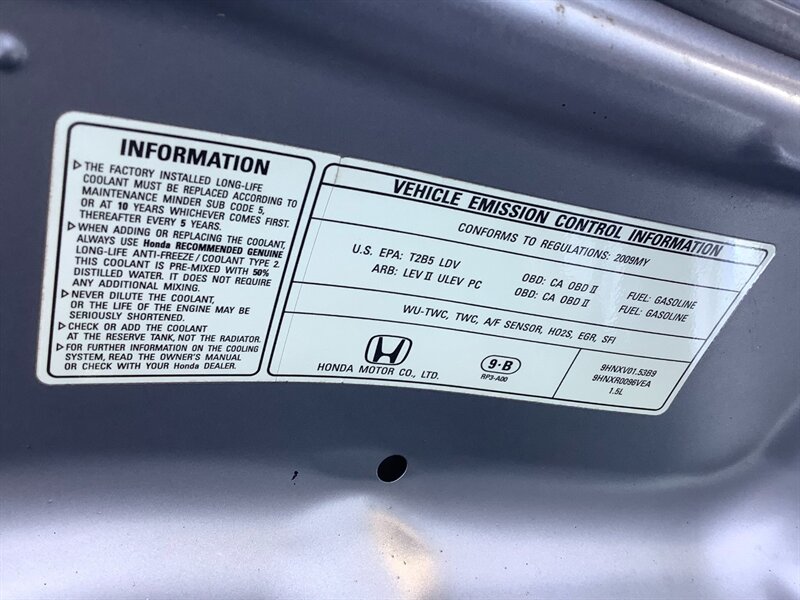 INFORMATION
▷THE FACTORY INSTALLED LONG-LIFE
COOLANT MUST BE REPLACED ACCORDING TO
MAINTENANCE MINDER SUB CODE 5,
OR AT 10 YEARS WHICHEVER COMES FIRST.
THEREAFTER EVERY 5 YEARS.
▷WHEN ADDING OR REPLACING THE COOLANT,
ALWAYS USE Honda RECOMMENDED GENUINE
LONG-LIFE ANTI-FREEZE/COOLANT TYPE 2.
THIS COOLANT IS PRE-MIXED WITH 50%
DISTILLED WATER. IT DOES NOT REQUIRE
ANY ADDITIONAL MIXING.
▷NEVER DILUTE THE COOLANT,
OR THE LIFE OF THE ENGINE MAY BE
SERIOUSLY SHORTENED.
▷CHECK OR ADD THE COOLANT
AT THE RESERVE TANK, NOT THE RADIATOR.
▷FOR FURTHER INFORMATION ON THE COOLING
SYSTEM, READ THE OWNER'S MANUAL
OR CHECK WITH YOUR Honda DEALER.
VEHICLE EMISSION CONTROL INFORMATION
CONFORMS TO REGULATIONS: 2009MY
U.S. EPA: T2B5 LDV OBD: CA OBD II FUEL: GASOLINE
ARB: LEV II ULEV PC OBD: CA OBD II FUEL: GASOLINE
WU-TWC, TWC, A/F SENSOR, HO2S, EGR, SFI
HONDA MOTOR CO., LTD.
9-B
RP3-A00
9HNXV01.53B9
9HNXR0096VEA
1.5L